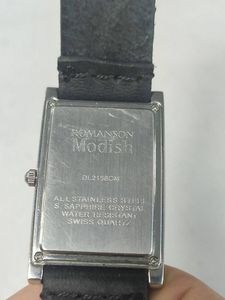 ROMANSON
Modish
DL2158CM
ALL STAINLESS STEEL
S. SAPPHIRE CRYSTAL
WATER RESISTANT
SWISS QUARTZ